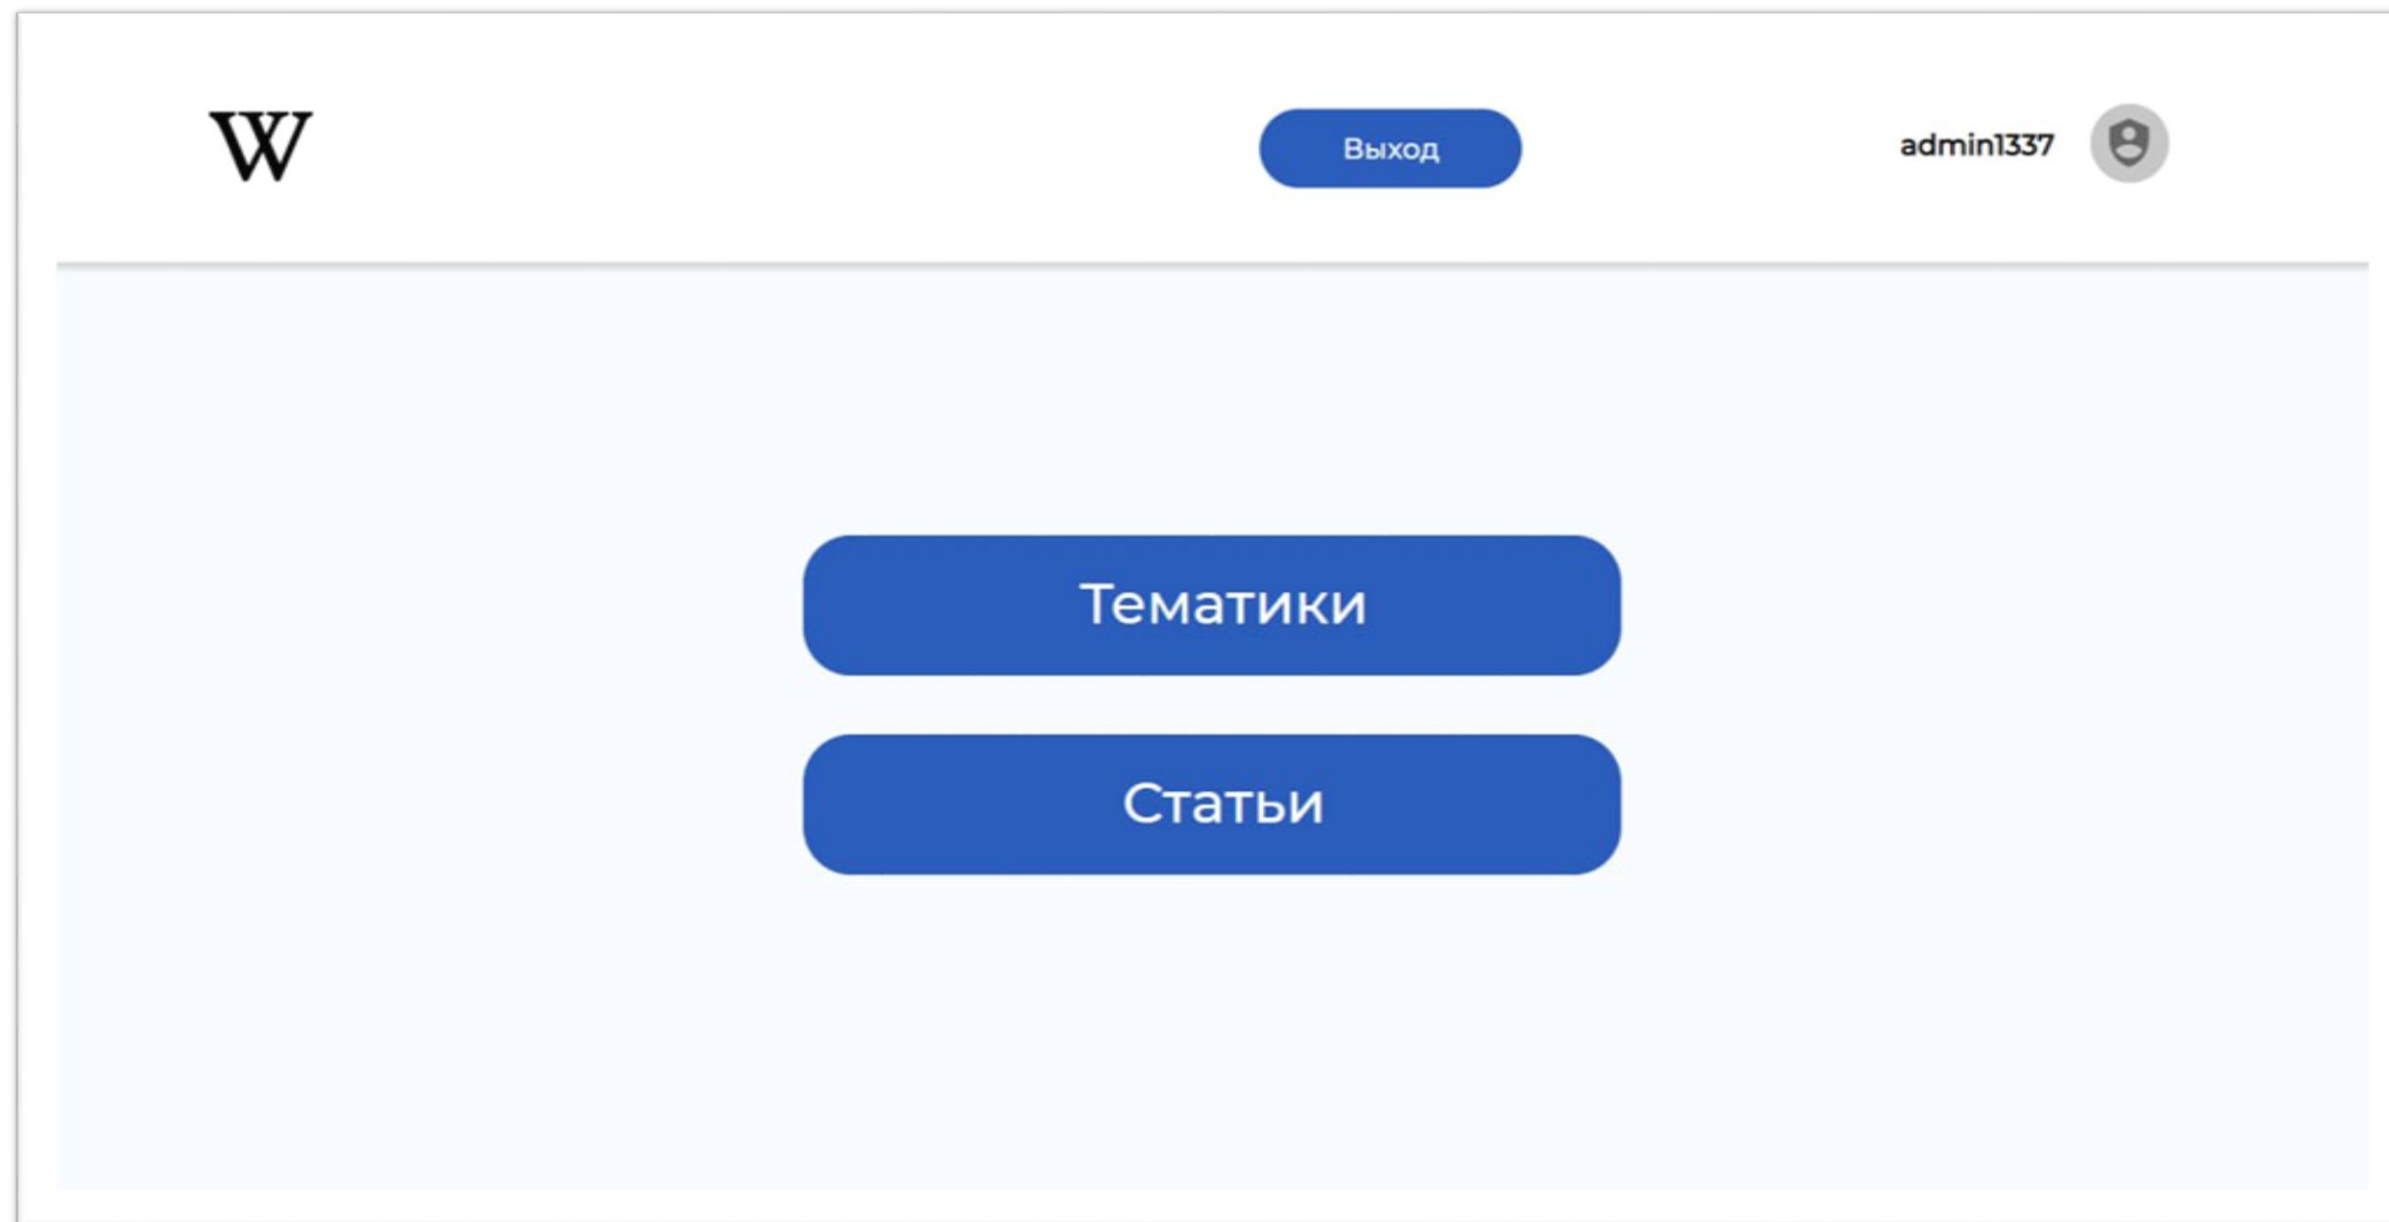 W
Выход
admin1337
Тематики
Статьи